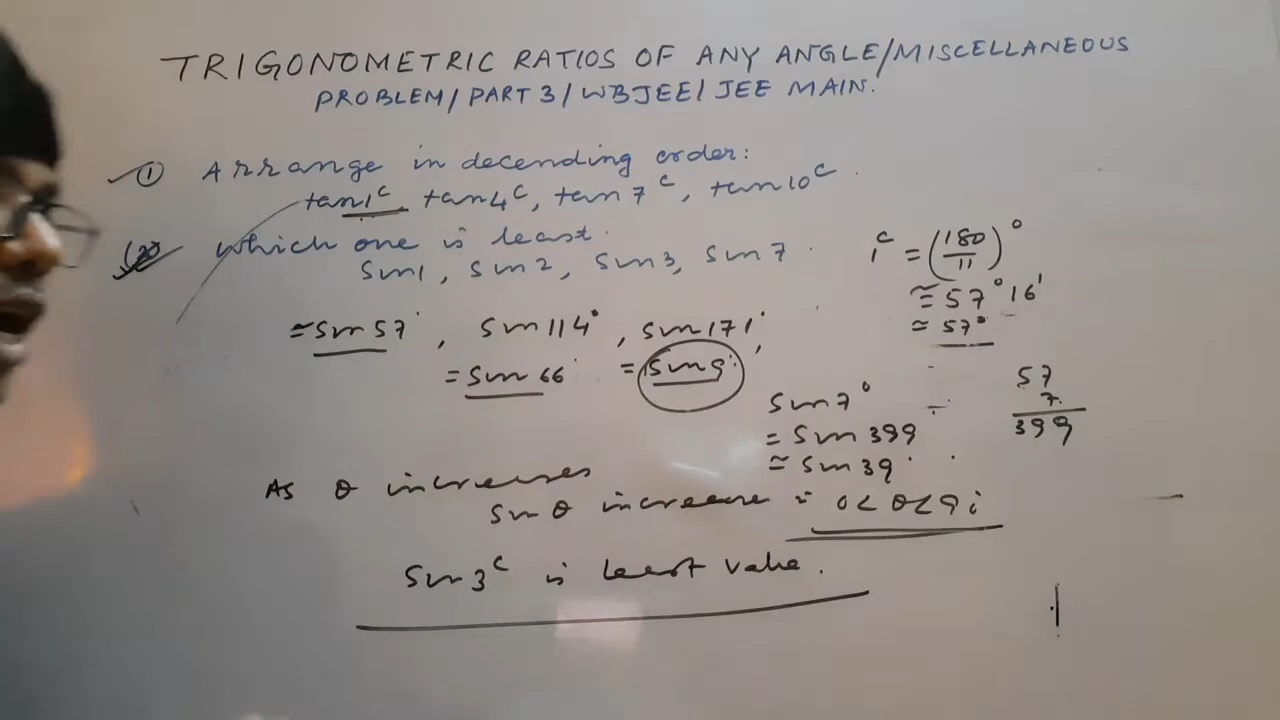 TRIGONOMETRIC RATIOS OF ANY ANGLE/MISCELLANEOUS
PROBLEM/ PART 3/ WBJEE/ JEE MAIN.
① Arrange in decending order:
tan1ᶜ, tan4ᶜ, tan7ᶜ, tan10ᶜ.
② Which one is least.
Sin1, Sin2, Sin3, Sin7.
1ᶜ = (180/11)°
≅ 57°16'
≅ 57°
≈ Sin57°, Sin114°, Sin171°,
= Sin66° = Sin9°
Sin7°
= Sin399
≅ Sin39°
57
7
399
As θ increases
Sinθ increase 0<θ<90
Sin3ᶜ is least value.